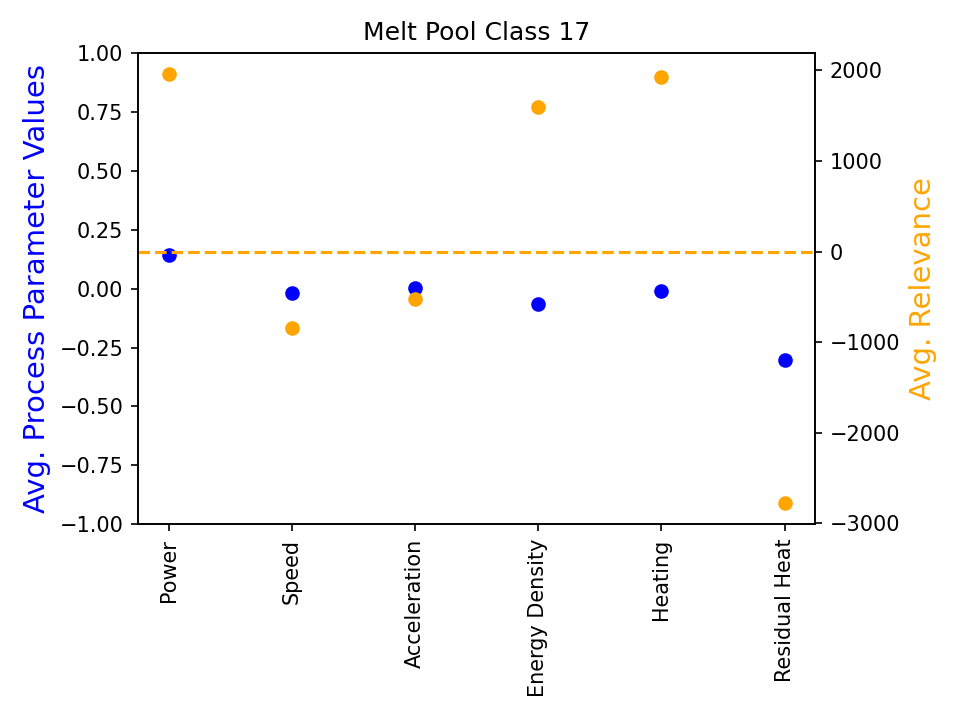 Melt Pool Class 17
Avg. Process Parameter Values
1.00
0.75
0.50
0.25
0.00
−0.25
−0.50
−0.75
−1.00
2000
1000
0
−1000
−2000
−3000
Avg. Relevance
Power
Speed
Acceleration
Energy Density
Heating
Residual Heat